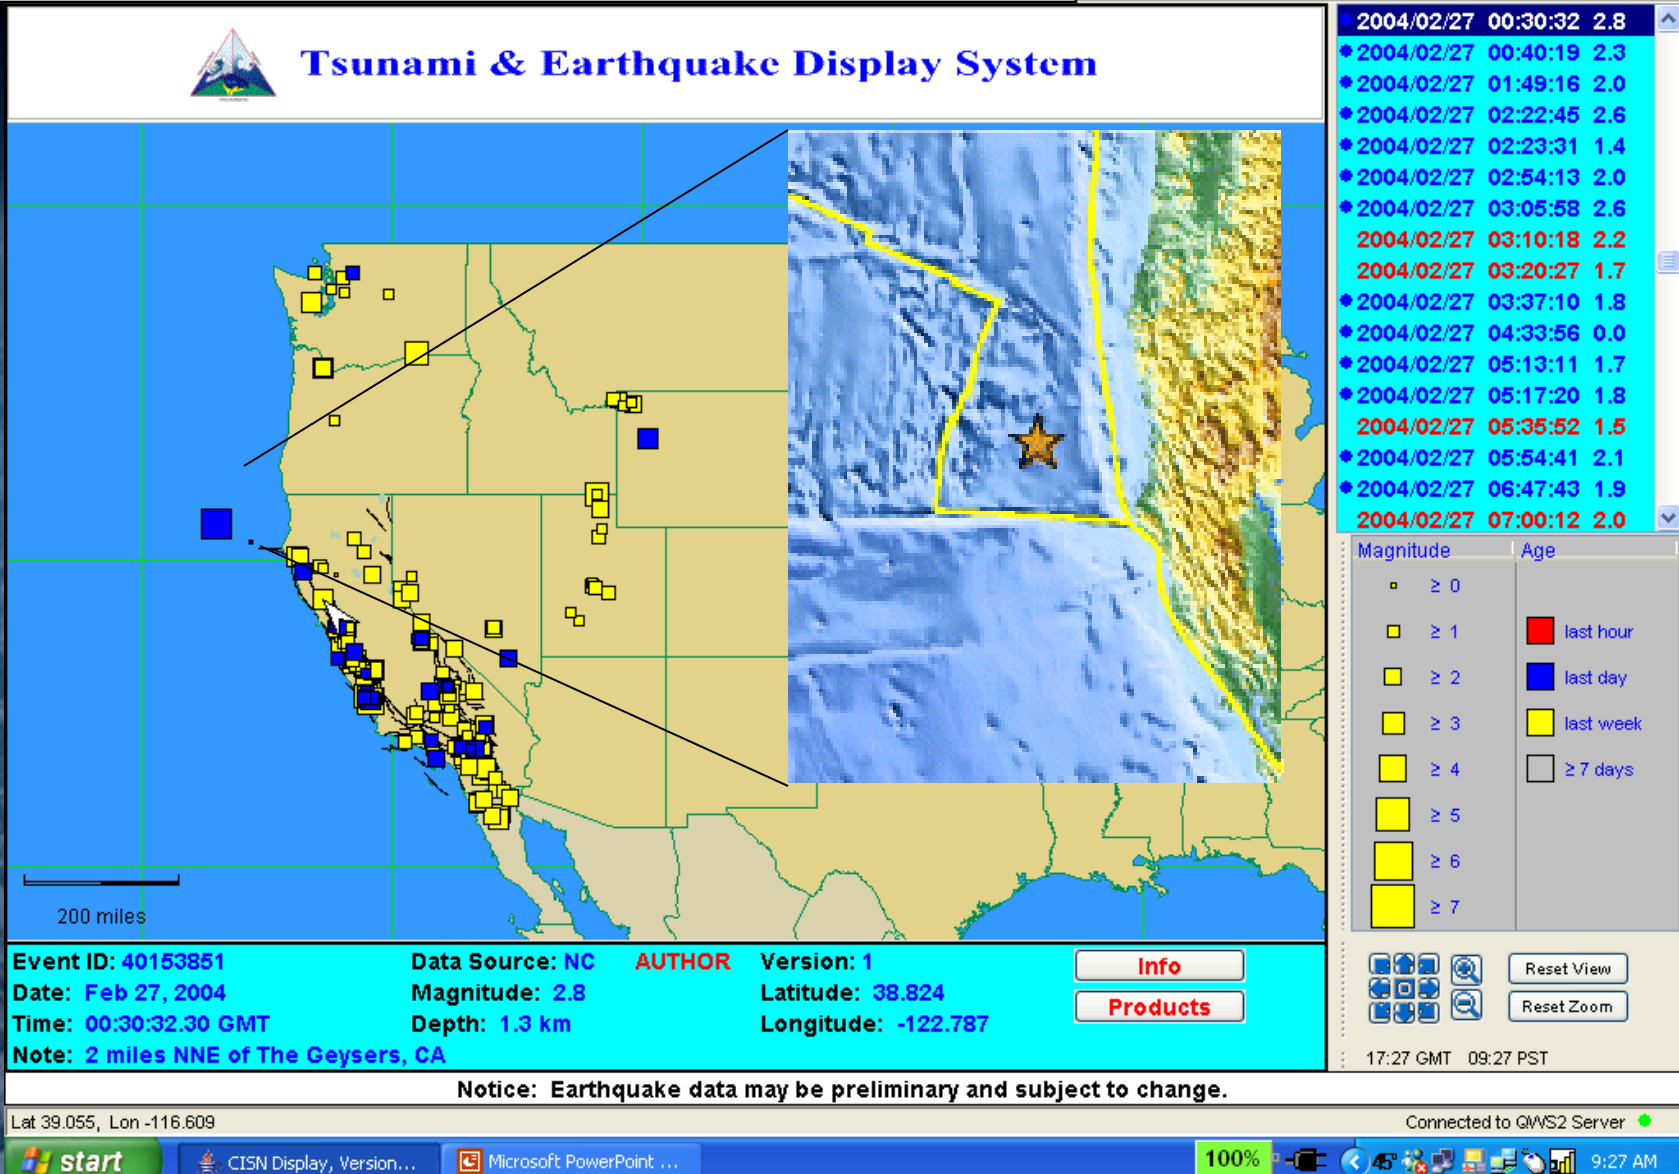 Tsunami & Earthquake Display System
2004/02/27 00:30:32 2.8
2004/02/27 00:40:19 2.3
2004/02/27 01:49:16 2.0
2004/02/27 02:22:45 2.6
2004/02/27 02:23:31 1.4
2004/02/27 02:54:13 2.0
2004/02/27 03:05:58 2.6
2004/02/27 03:10:18 2.2
2004/02/27 03:20:27 1.7
2004/02/27 03:37:10 1.8
2004/02/27 04:33:56 0.0
2004/02/27 05:13:11 1.7
2004/02/27 05:17:20 1.8
2004/02/27 05:35:52 1.5
2004/02/27 05:54:41 2.1
2004/02/27 06:47:43 1.9
2004/02/27 07:00:12 2.0
Magnitude Age
≥ 0
≥ 1 last hour
≥ 2 last day
≥ 3 last week
≥ 4 ≥ 7 days
≥ 5
≥ 6
≥ 7
200 miles
Event ID: 40153851 Data Source: NC AUTHOR Version: 1 Info
Date: Feb 27, 2004 Magnitude: 2.8 Latitude: 38.824 Products
Time: 00:30:32.30 GMT Depth: 1.3 km Longitude: -122.787
Note: 2 miles NNE of The Geysers, CA
Reset View
Reset Zoom
17:27 GMT 09:27 PST
Notice: Earthquake data may be preliminary and subject to change.
Lat 39.055, Lon -116.609 Connected to QWS2 Server
start CISN Display, Version... Microsoft PowerPoint ... 100% 45° 9:27 AM